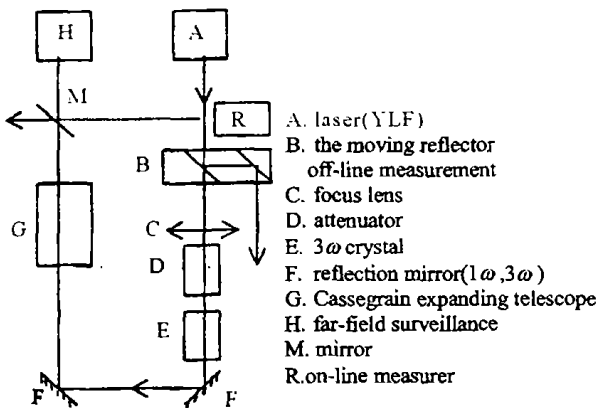 H
A
M
R
B
G
C
D
E
F
F
A. laser(YLF)
B. the moving reflector
off-line measurement
C. focus lens
D. attenuator
E. 3ω crystal
F. reflection mirror(1ω,3ω)
G. Cassegrain expanding telescope
H. far-field surveillance
M. mirror
R.on-line measurer